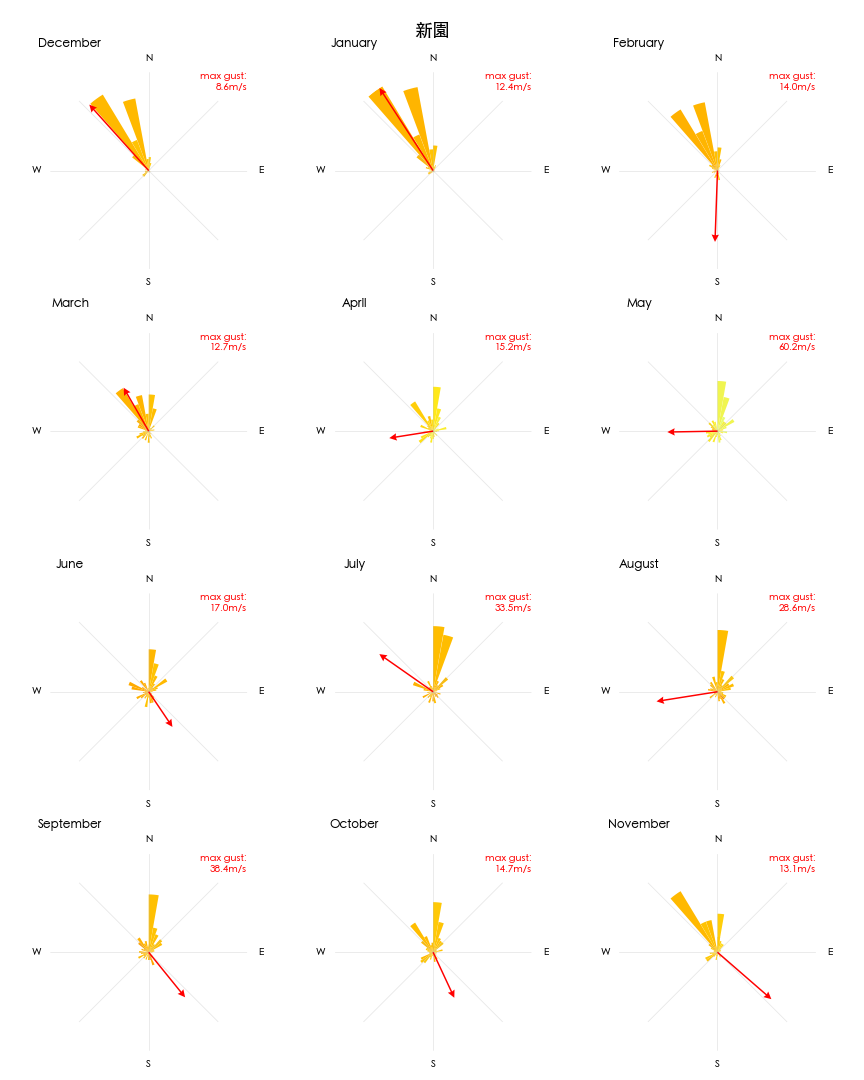 新園
December
N
max gust:
8.6m/s
W
E
S
January
N
max gust:
12.4m/s
W
E
S
February
N
max gust:
14.0m/s
W
E
S
March
N
max gust:
12.7m/s
W
E
S
April
N
max gust:
15.2m/s
W
E
S
May
N
max gust:
60.2m/s
W
E
S
June
N
max gust:
17.0m/s
W
E
S
July
N
max gust:
33.5m/s
W
E
S
August
N
max gust:
28.6m/s
W
E
S
September
N
max gust:
38.4m/s
W
E
S
October
N
max gust:
14.7m/s
W
E
S
November
N
max gust:
13.1m/s
W
E
S